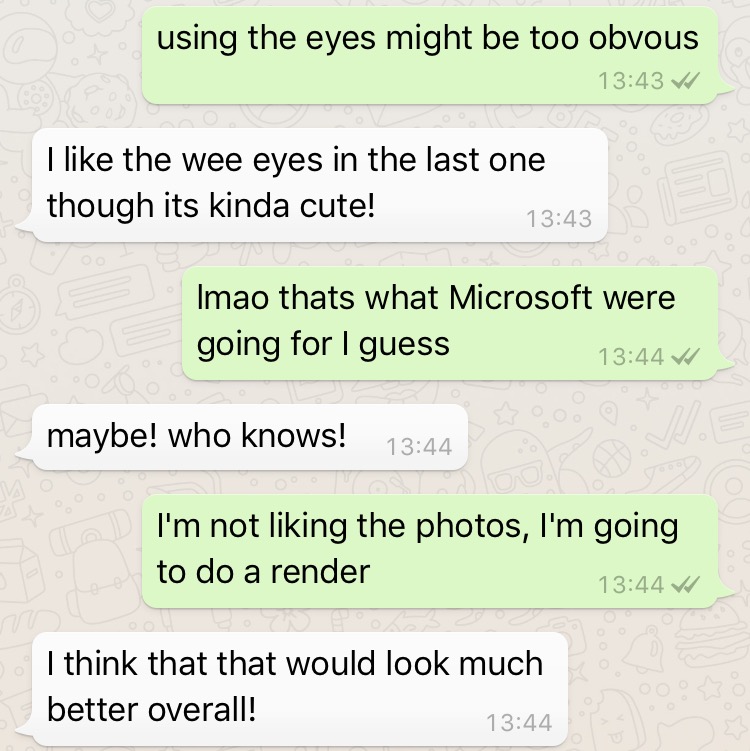 using the eyes might be too obvous
13:43
I like the wee eyes in the last one
though its kinda cute!
13:43
lmao thats what Microsoft were
going for I guess
13:44
maybe! who knows!
13:44
I'm not liking the photos, I'm going
to do a render
13:44
I think that that would look much
better overall!
13:44